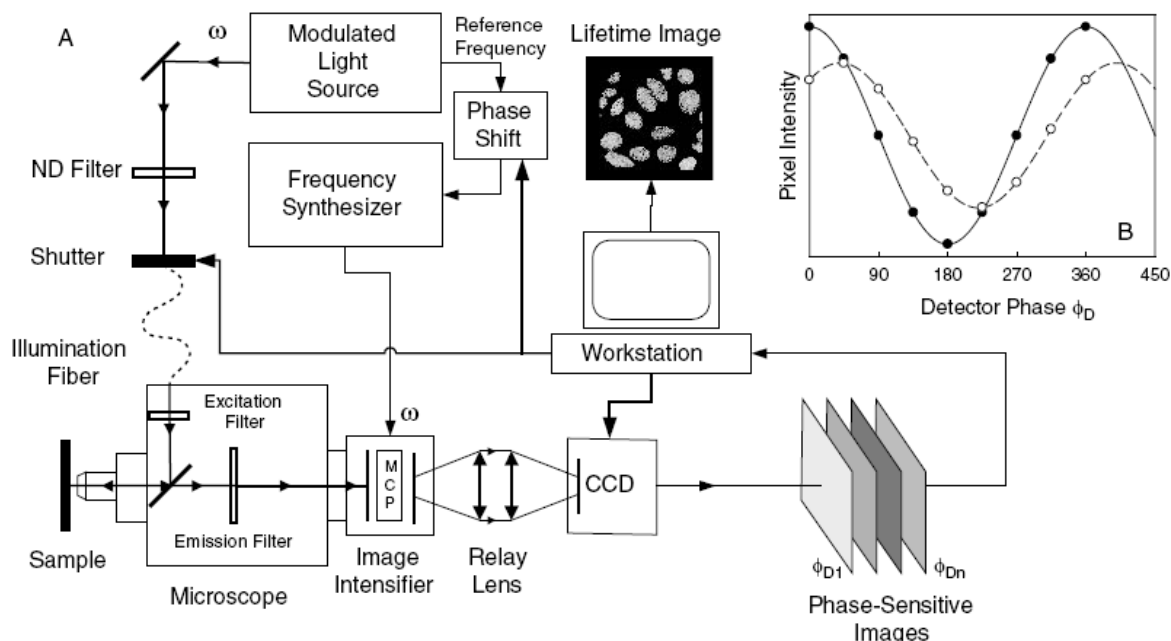 A
ω
Modulated
Light
Source
Reference
Frequency
Phase
Shift
Lifetime Image
ND Filter
Frequency
Synthesizer
Shutter
Illumination
Fiber
Workstation
Excitation
Filter
ω
M
C
P
CCD
Emission Filter
Sample
Microscope
Image
Intensifier
Relay
Lens
ϕD1
ϕDn
Phase-Sensitive
Images
B
Pixel Intensity
0 90 180 270 360 450
Detector Phase ϕD